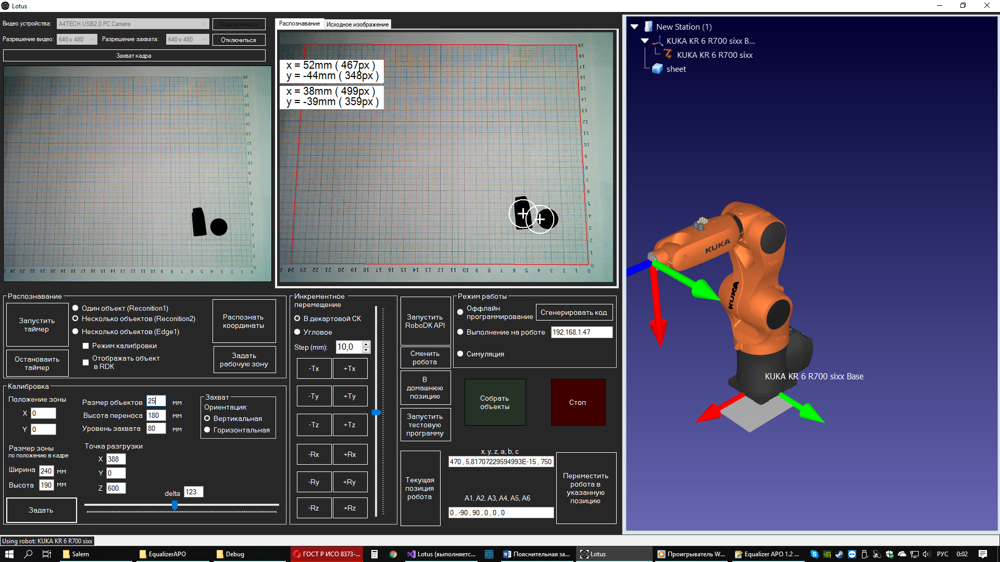 Lotus
Видео устройства:
A4TECH USB2.0 PC Camera
Подключиться
Разрешение видео:
640 x 480
Разрешение захвата:
640 x 480
Отключиться
Захват кадра
Распознавание
Исходное изображение
x = 52mm ( 467px )
y = -44mm ( 348px )
x = 38mm ( 499px )
y = -39mm ( 359px )
New Station (1)
KUKA KR 6 R700 sixx B...
KUKA KR 6 R700 sixx
sheet
KUKA
KUKA
KUKA KR 6 R700 sixx Base
Распознавание
Запустить
таймер
Остановаить
таймер
Один объект (Reconition1)
Несколько объектов (Reconition2)
Несколько объектов (Edge1)
Режим калибровки
Отображать объект
в RDK
Распознать
координаты
Задать
рабочую зону
Калибровка
Положение зоны
X 0
Y 0
Размер зоны
по положению в кадре
Ширина 240 мм
Высота 190 мм
Задать
Размер объектов 25 мм
Высота переноса 180 мм
Уровень захвата 80 мм
Точка разгрузки
X 388
Y 0
Z 600
delta 123
Захват
Ориентация:
Вертикальная
Горизонтальная
Инкрементное
перемещение
В декартовой СК
Угловое
Step (mm): 10,0
-Tx +Tx
-Ty +Ty
-Tz +Tz
-Rx +Rx
-Ry +Ry
-Rz +Rz
Запустить
RoboDK API
Сменить
робота
В
домашнюю
позицию
Запустить
тестовую
программу
Текущая
позиция
робота
Режим работы
Оффлайн
программирование
Сгенерировать код
Выполнение на роботе
192.168.1.47
Симуляция
Собрать
объекты
Стоп
x, y, z, a, b, c
470 , 5,81707229594993E-15 , 750
A1, A2, A3, A4, A5, A6
0 , -90 , 90 , 0 , 0 , 0
Переместить
робота в
указанную
позицию
Using robot: KUKA KR 6 R700 sixx
Salem
EqualizerAPO
Debug
ГОСТ Р ИСО 8373-...
Lotus (выполняетс...
Пояснительная за...
Lotus
Проигрыватель W...
Equalizer APO 1.2 ...
РУС
0:02